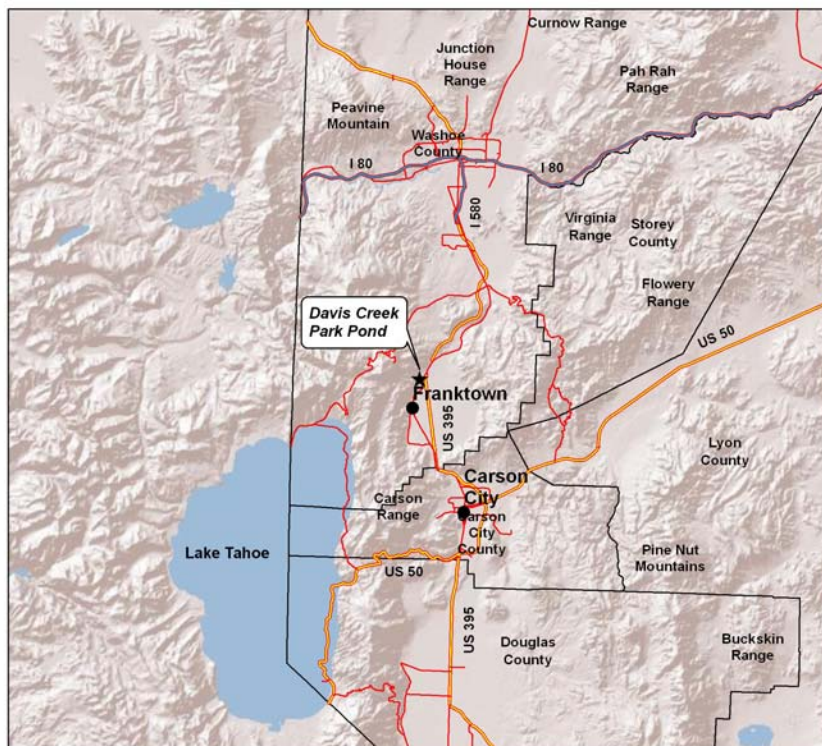 Curnow Range
Junction
House
Range
Pah Rah
Range
Peavine
Mountain
Washoe
County
I 80
I 80
I 580
Virginia
Range
Storey
County
Flowery
Range
Davis Creek
Park Pond
US 50
Franktown
US 395
Lyon
County
Carson
City
Carson
Range
Carson
City
County
Lake Tahoe
US 50
Pine Nut
Mountains
US 395
Douglas
County
Buckskin
Range